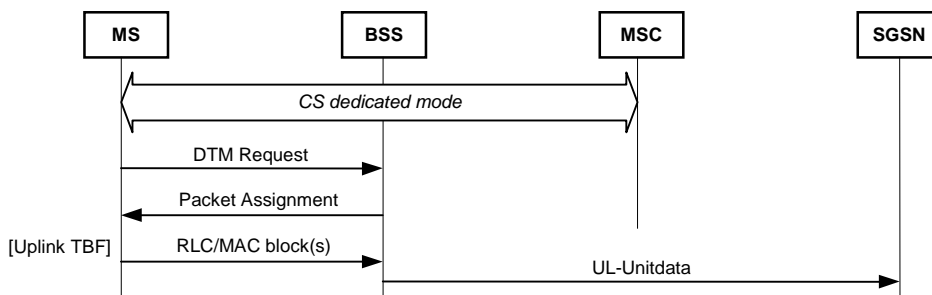 MS
BSS
MSC
SGSN
CS dedicated mode
DTM Request
Packet Assignment
[Uplink TBF]
RLC/MAC block(s)
UL-Unitdata